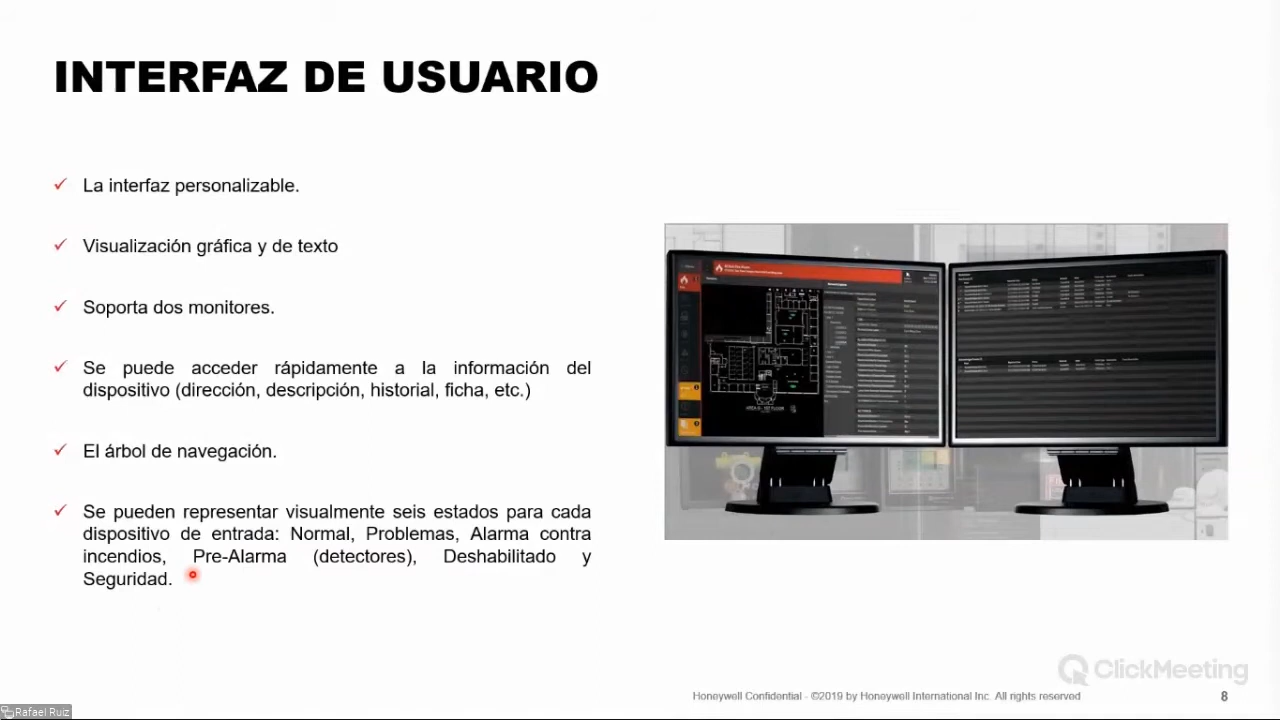 INTERFAZ DE USUARIO
La interfaz personalizable.
Visualización gráfica y de texto
Soporta dos monitores.
Se puede acceder rápidamente a la información del
dispositivo (dirección, descripción, historial, ficha, etc.)
El árbol de navegación.
Se pueden representar visualmente seis estados para cada
dispositivo de entrada: Normal, Problemas, Alarma contra
incendios, Pre-Alarma (detectores), Deshabilitado y
Seguridad.
ClickMeeting
Honeywell Confidential - ©2019 by Honeywell International Inc. All rights reserved
8
Rafael Ruiz